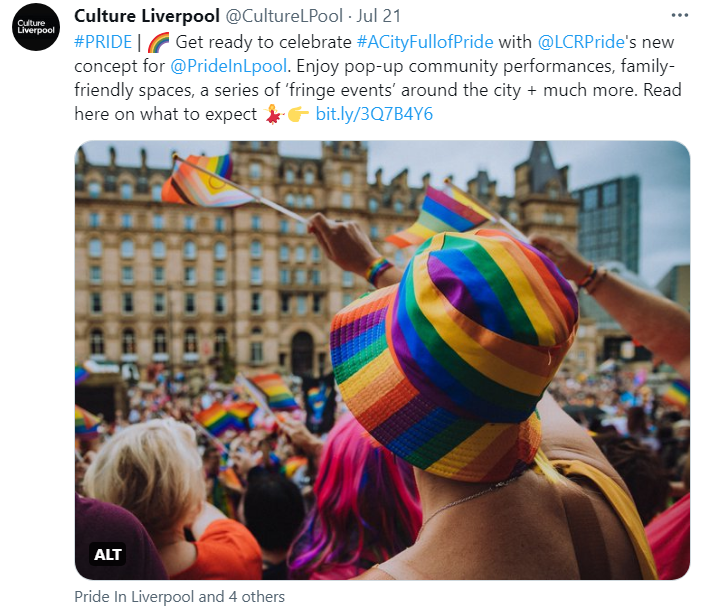 Culture Liverpool
Culture Liverpool @CultureLPool · Jul 21
#PRIDE | 🌈 Get ready to celebrate #ACityFullofPride with @LCRPride's new
concept for @PrideInLpool. Enjoy pop-up community performances, family-
friendly spaces, a series of ‘fringe events’ around the city + much more. Read
here on what to expect 💃👉 bit.ly/3Q7B4Y6
ALT
Pride In Liverpool and 4 others